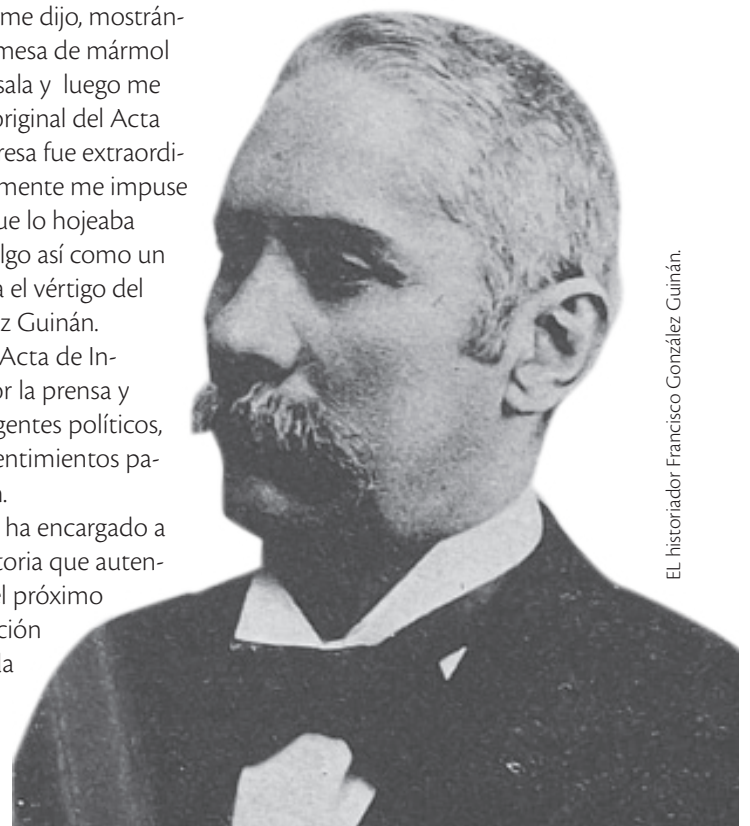 me dijo, mostrán-
mesa de mármol
sala y luego me
original del Acta
resa fue extraordi-
mente me impuse
ue lo hojeaba
lgo así como un
a el vértigo del
z Guinán.
Acta de In-
or la prensa y
gentes políticos,
entimientos pa-
.
ha encargado a
toria que auten-
el próximo
ción
da
EL historiador Francisco González Guinán.